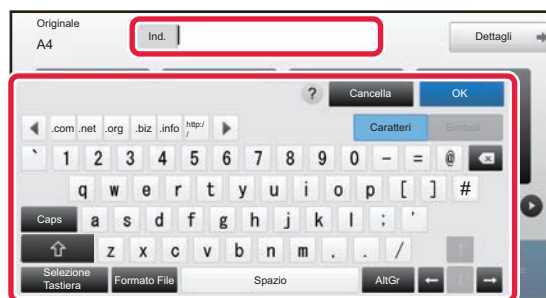 Originale
A4
Ind.
Dettagli
? Cancella OK
.com .net .org .biz .info http:/
/
Caratteri Simboli
` 1 2 3 4 5 6 7 8 9 0 - = @
q w e r t y u i o p [ ] #
Caps a s d f g h j k l ; '
z x c v b n m . . /
Selezione
Tastiera Formato File Spazio AltGr